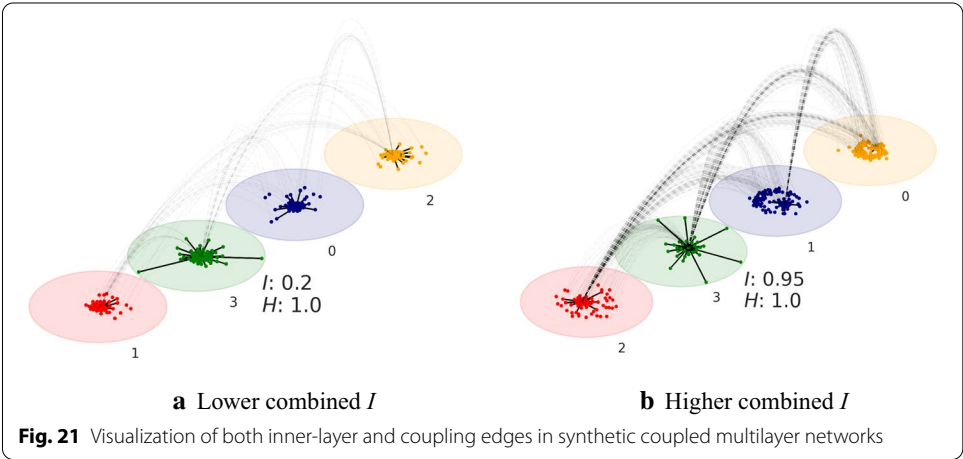 2
0
0
1
I: 0.2
H: 1.0
3
I: 0.95
H: 1.0
3
1
2
a Lower combined I
b Higher combined I
Fig. 21 Visualization of both inner-layer and coupling edges in synthetic coupled multilayer networks